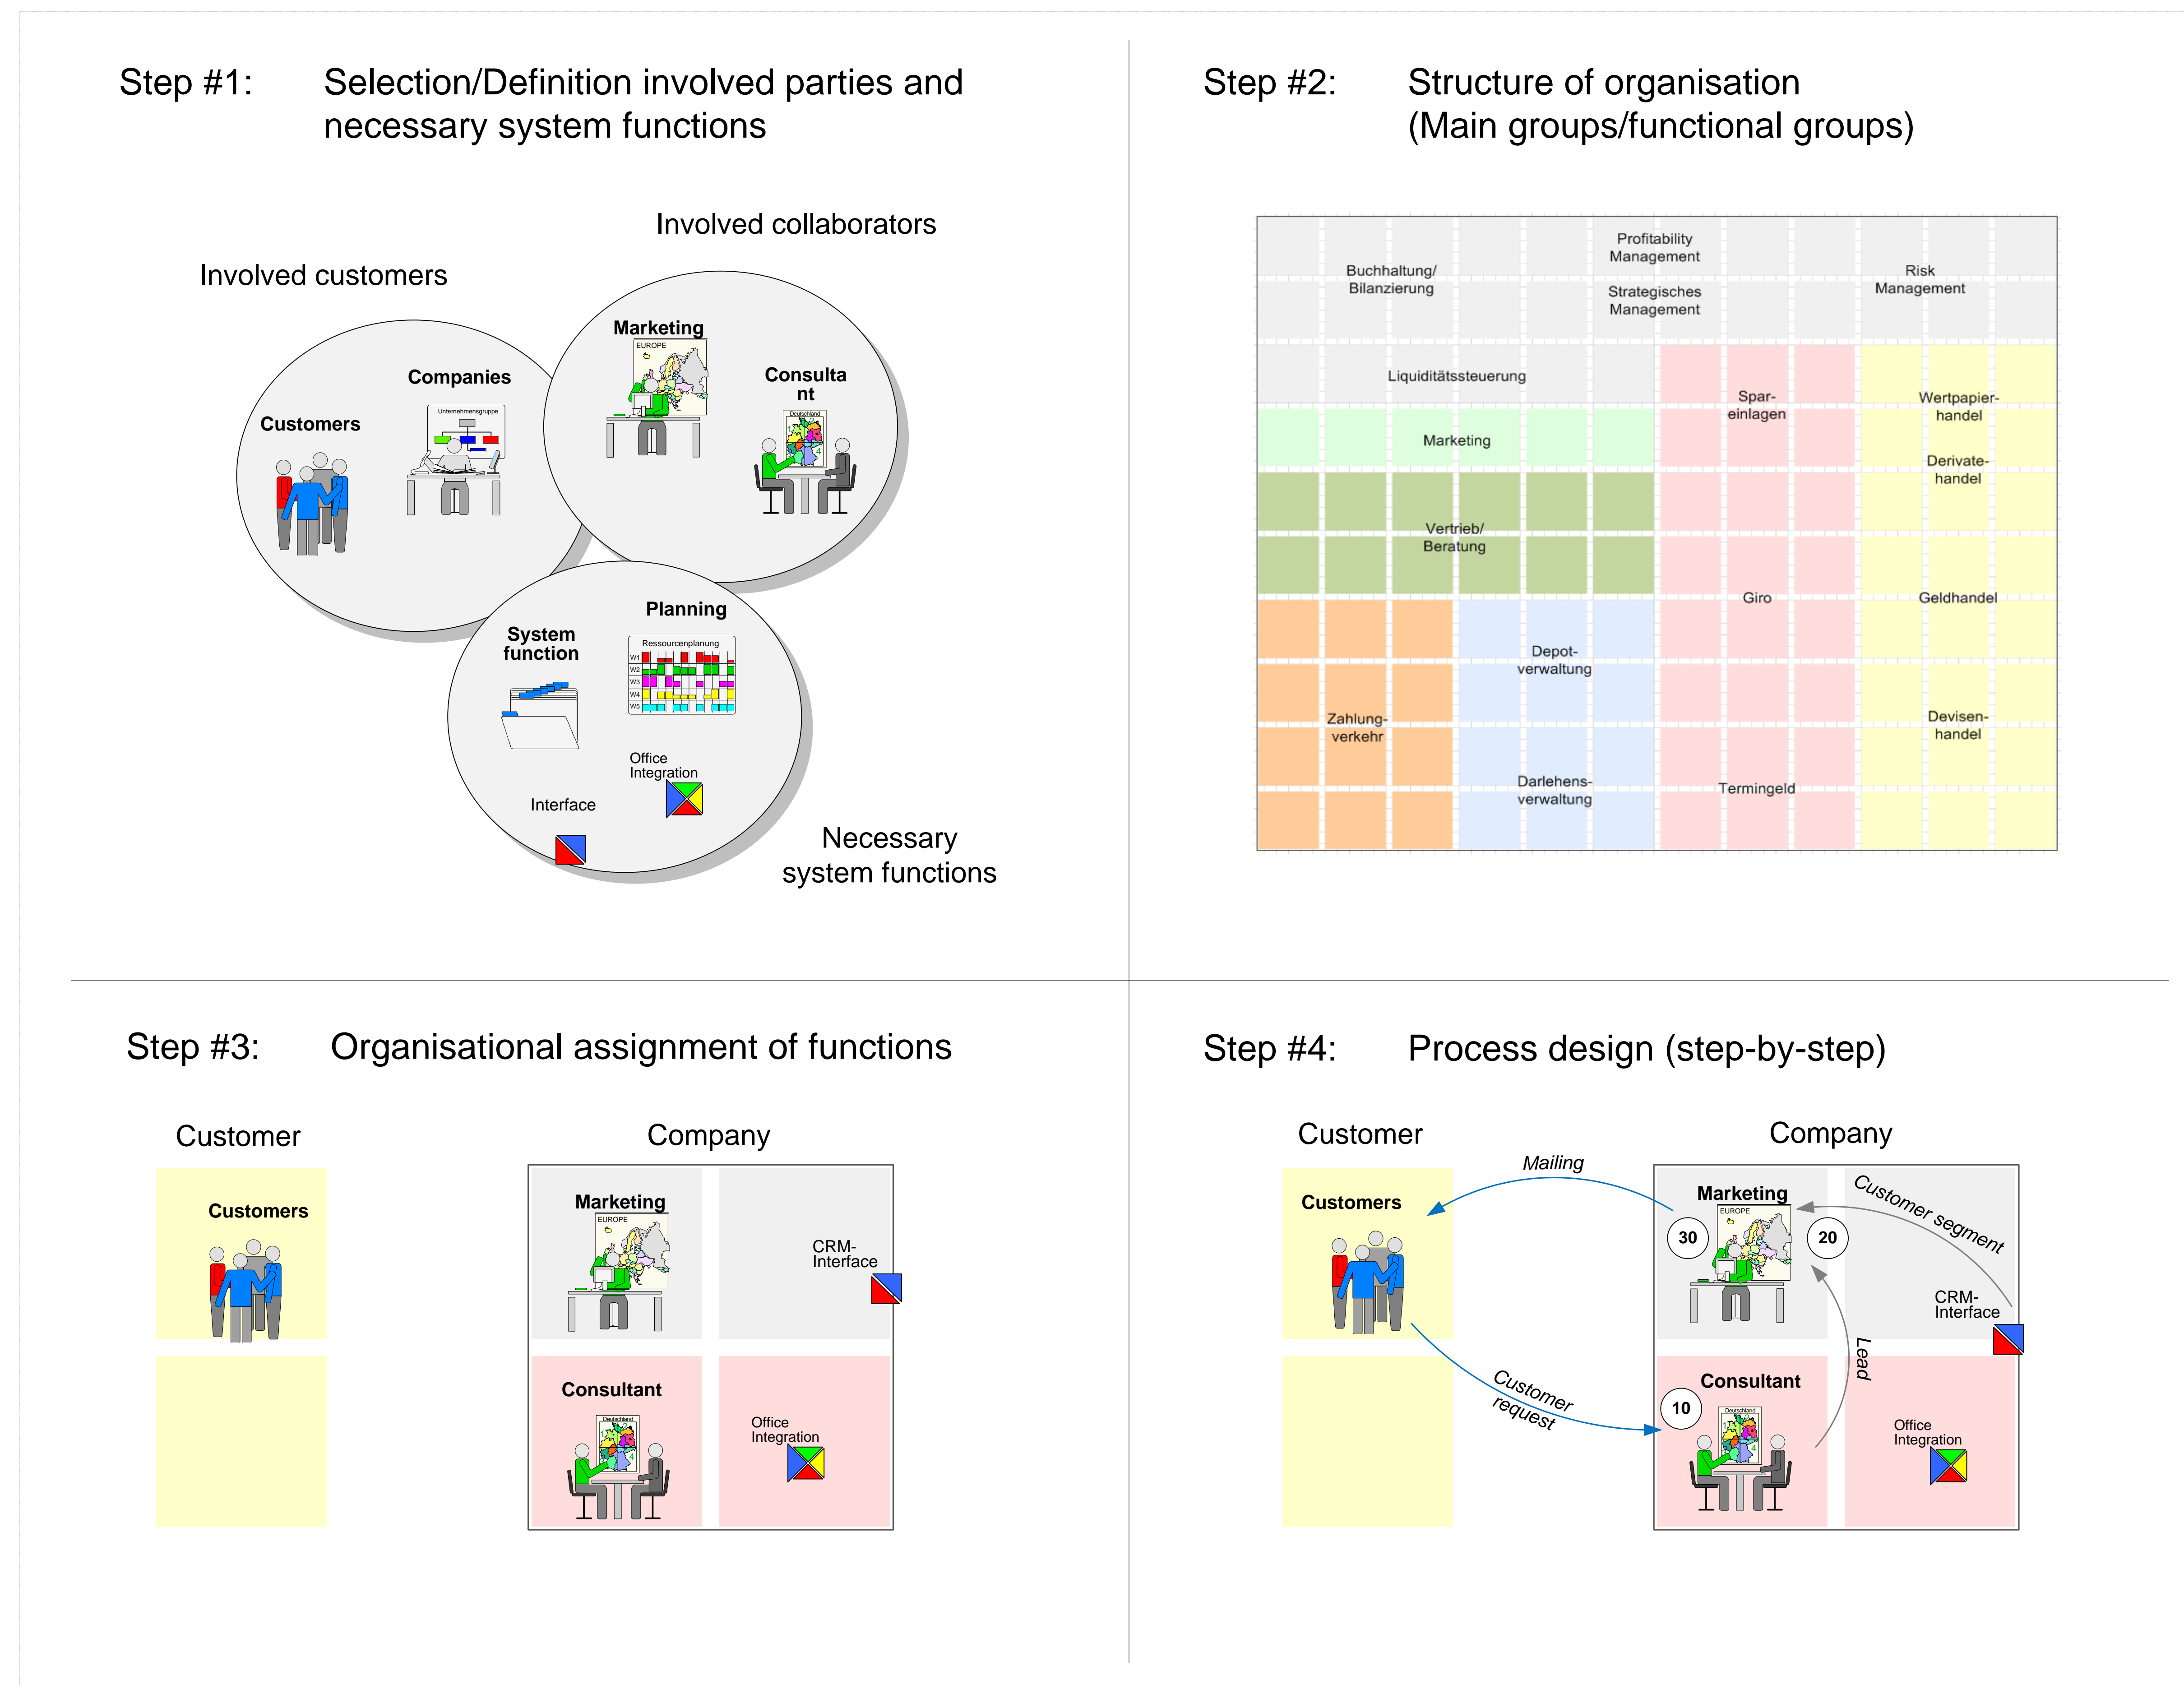 Step #1: Selection/Definition involved parties and
necessary system functions
Involved collaborators
Involved customers
Marketing
EUROPE
Companies
Unternehmensgruppe
Consulta
nt
Deutschland
4
Customers
Planning
System
function
Ressourcenplanung
W1
W2
W3
W4
W5
Office
Integration
Interface
Necessary
system functions
Step #2: Structure of organisation
(Main groups/functional groups)
Profitability
Management
Buchhaltung/
Bilanzierung
Risk
Management
Strategisches
Management
Liquiditätssteuerung
Spar-
einlagen
Wertpapier-
handel
Marketing
Derivate-
handel
Vertrieb/
Beratung
Giro
Geldhandel
Depot-
verwaltung
Zahlung-
verkehr
Devisen-
handel
Darlehens-
verwaltung
Termingeld
Step #3: Organisational assignment of functions
Customer
Company
Customers
Marketing
EUROPE
CRM-
Interface
Consultant
Deutschland
4
Office
Integration
Step #4: Process design (step-by-step)
Customer
Company
Mailing
Customers
Marketing
EUROPE
Customer segment
30
20
CRM-
Interface
Lead
Customer
request
Consultant
10
Deutschland
4
Office
Integration